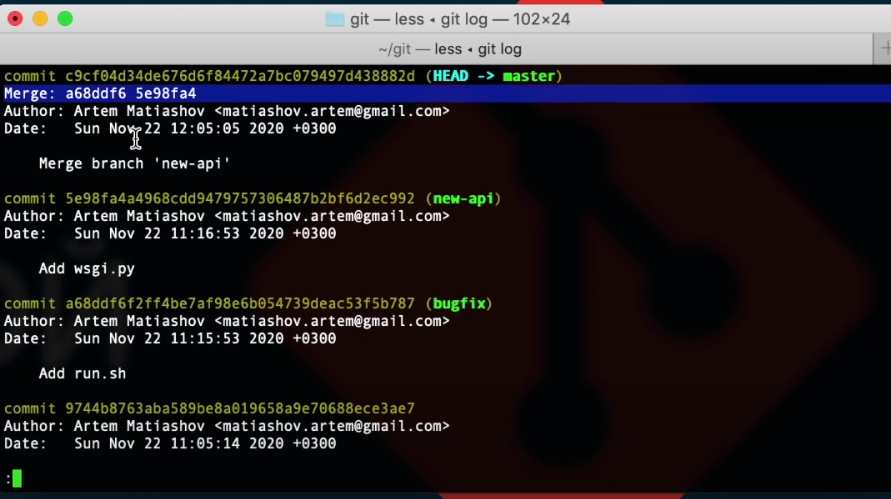 git — less ◂ git log — 102×24
~/git — less ◂ git log
commit c9cf04d34de676d6f84472a7bc079497d438882d (HEAD -> master)
Merge: a68ddf6 5e98fa4
Author: Artem Matiashov <matiashov.artem@gmail.com>
Date:   Sun Nov 22 12:05:05 2020 +0300
Merge branch 'new-api'
commit 5e98fa4a4968cdd9479757306487b2bf6d2ec992 (new-api)
Author: Artem Matiashov <matiashov.artem@gmail.com>
Date:   Sun Nov 22 11:16:53 2020 +0300
Add wsgi.py
commit a68ddf6f2ff4be7af98e6b054739deac53f5b787 (bugfix)
Author: Artem Matiashov <matiashov.artem@gmail.com>
Date:   Sun Nov 22 11:15:53 2020 +0300
Add run.sh
commit 9744b8763aba589be8a019658a9e70688ece3ae7
Author: Artem Matiashov <matiashov.artem@gmail.com>
Date:   Sun Nov 22 11:05:14 2020 +0300
: